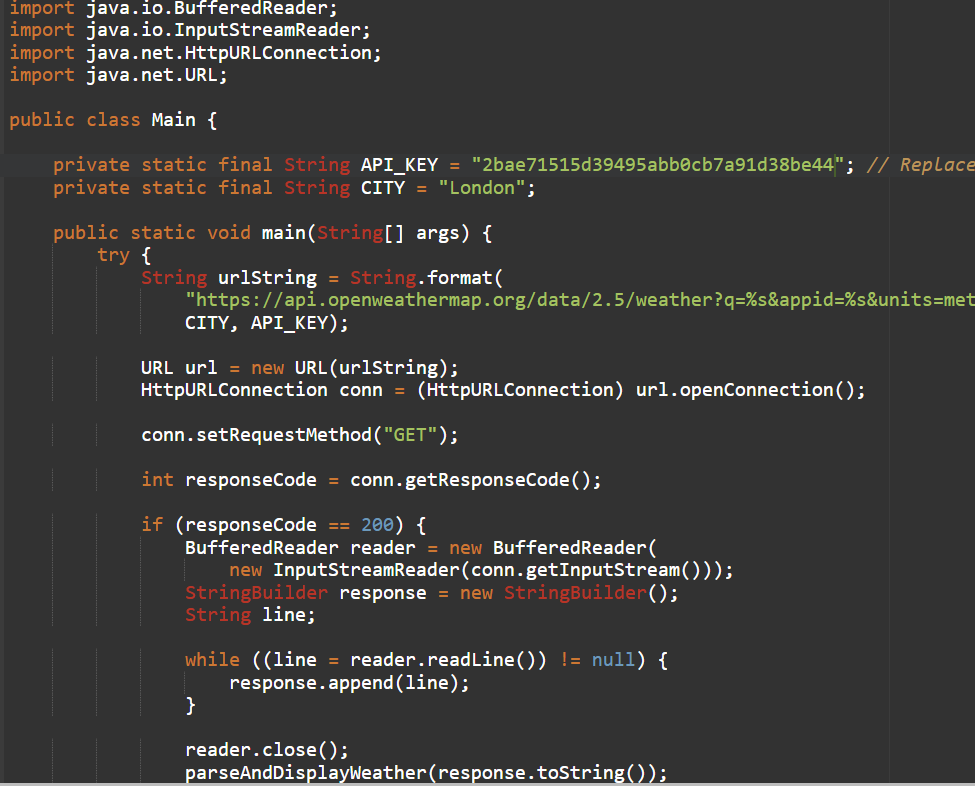 import java.io.BufferedReader;
import java.io.InputStreamReader;
import java.net.HttpURLConnection;
import java.net.URL;
public class Main {
private static final String API_KEY = "2bae71515d39495abb0cb7a91d38be44"; // Replace
private static final String CITY = "London";
public static void main(String[] args) {
try {
String urlString = String.format(
"https://api.openweathermap.org/data/2.5/weather?q=%s&appid=%s&units=met
CITY, API_KEY);
URL url = new URL(urlString);
HttpURLConnection conn = (HttpURLConnection) url.openConnection();
conn.setRequestMethod("GET");
int responseCode = conn.getResponseCode();
if (responseCode == 200) {
BufferedReader reader = new BufferedReader(
new InputStreamReader(conn.getInputStream()));
StringBuilder response = new StringBuilder();
String line;
while ((line = reader.readLine()) != null) {
response.append(line);
}
reader.close();
parseAndDisplayWeather(response.toString());